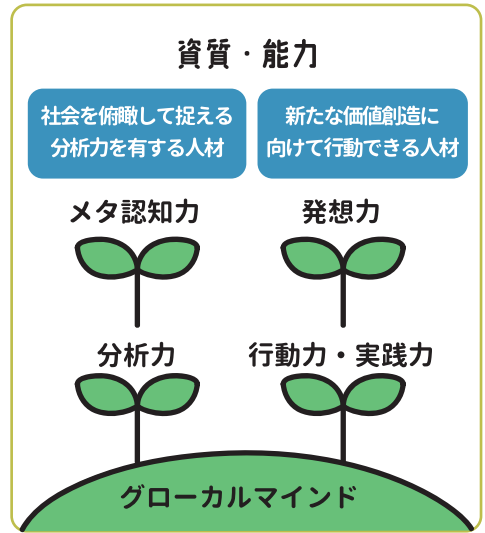 資質・能力
社会を俯瞰して捉える
分析力を有する人材
新たな価値創造に
向けて行動できる人材
メタ認知力
発想力
分析力
行動力・実践力
グローカルマインド